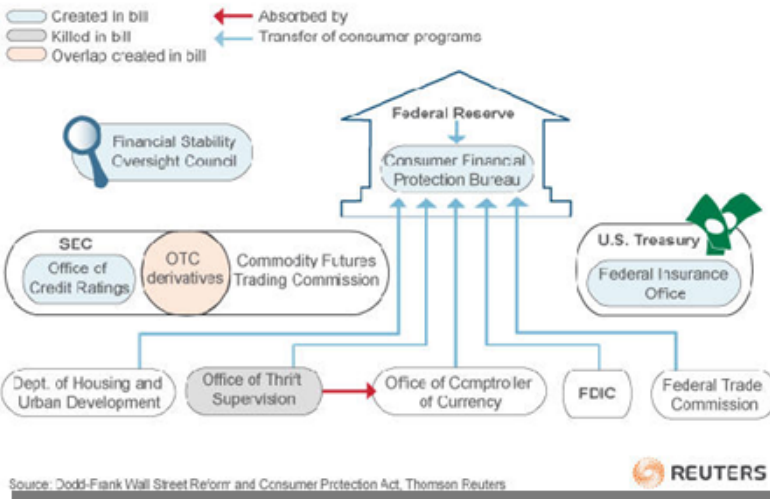 Created in bill
Killed in bill
Overlap created in bill
Absorbed by
Transfer of consumer programs
Federal Reserve
Consumer Financial
Protection Bureau
Financial Stability
Oversight Council
SEC
Office of
Credit Ratings
OTC
derivatives
Commodity Futures
Trading Commission
U.S. Treasury
Federal Insurance
Office
Dept. of Housing and
Urban Development
Office of Thrift
Supervision
Office of Comptroller
of Currency
FDIC
Federal Trade
Commission
Source: Dodd-Frank Wall Street Reform and Consumer Protection Act, Thomson Reuters
REUTERS